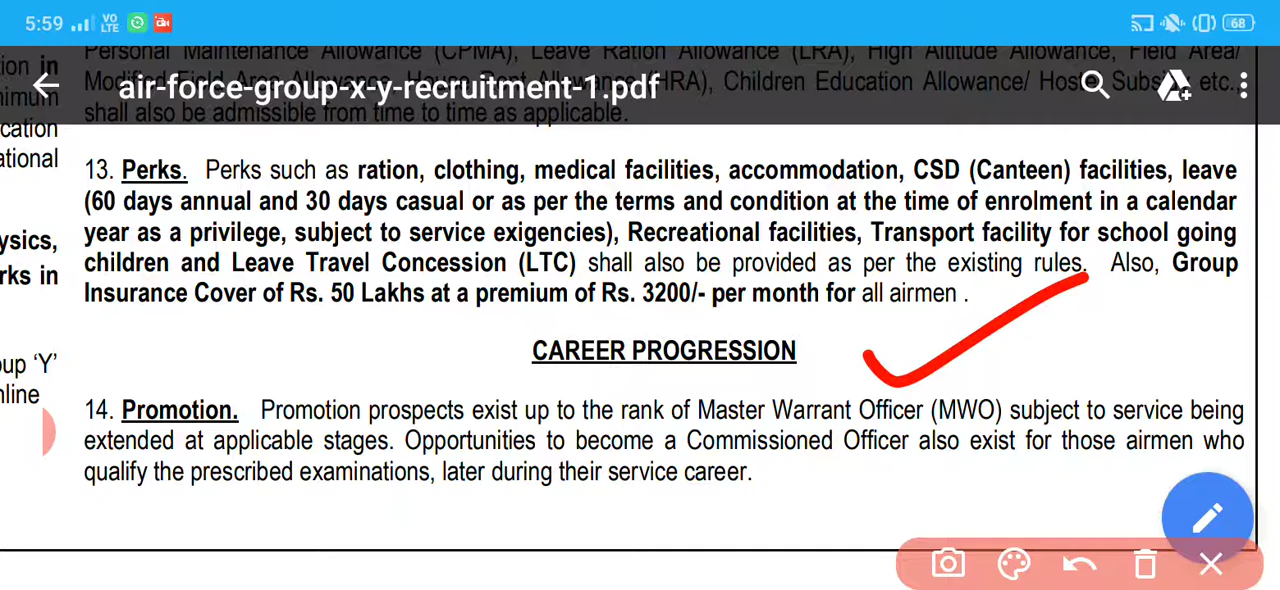 5:59 VO LTE 68
Personal Maintenance Allowance (CPMA), Leave Ration Allowance (LRA), High Altitude Allowance, Field Area/
ion in
Modified Field Area Allowance, House Rent Allowance (HRA), Children Education Allowance/ Hostel Subsidy etc.,
air-force-group-x-y-recruitment-1.pdf
nimum
shall also be admissible from time to time as applicable.
cation
ational
13. Perks. Perks such as ration, clothing, medical facilities, accommodation, CSD (Canteen) facilities, leave
(60 days annual and 30 days casual or as per the terms and condition at the time of enrolment in a calendar
ysics,
year as a privilege, subject to service exigencies), Recreational facilities, Transport facility for school going
rks in
children and Leave Travel Concession (LTC) shall also be provided as per the existing rules. Also, Group
Insurance Cover of Rs. 50 Lakhs at a premium of Rs. 3200/- per month for all airmen .
CAREER PROGRESSION
oup ‘Y’
nline
14. Promotion. Promotion prospects exist up to the rank of Master Warrant Officer (MWO) subject to service being
extended at applicable stages. Opportunities to become a Commissioned Officer also exist for those airmen who
qualify the prescribed examinations, later during their service career.